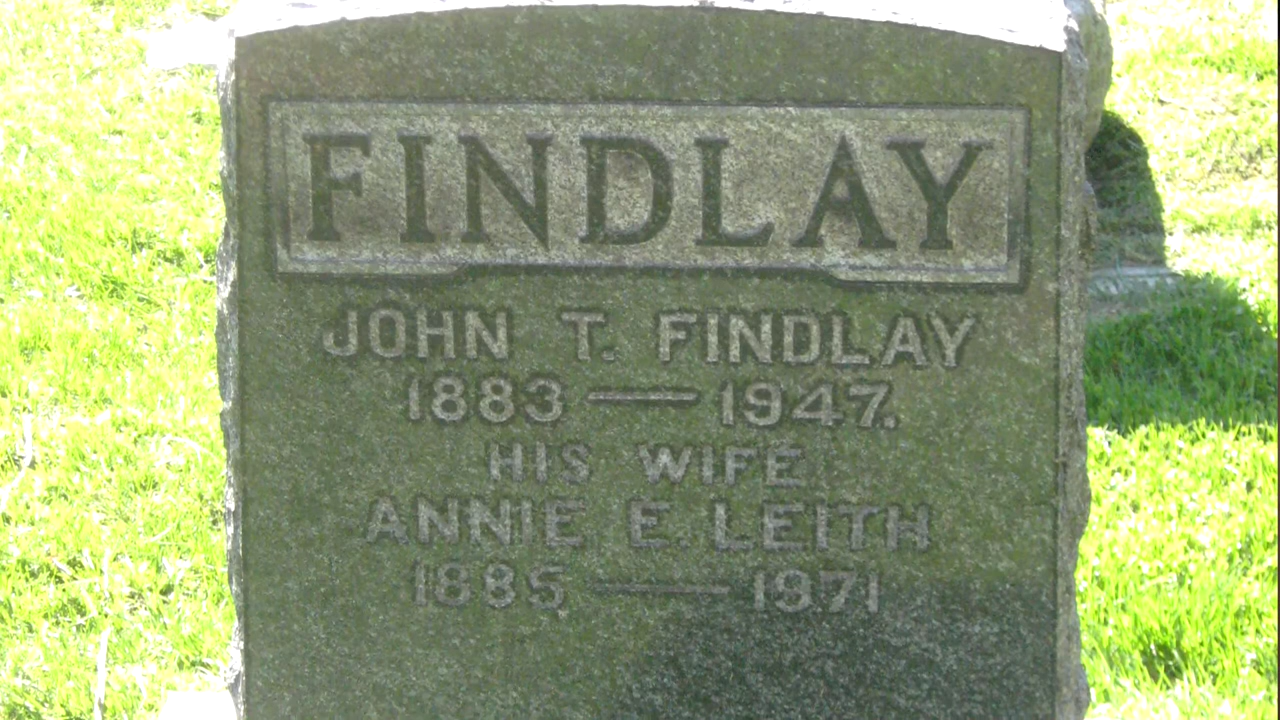 FINDLAY
JOHN T. FINDLAY
1883 — 1947.
HIS WIFE
ANNIE E. LEITH
1885 — 1971